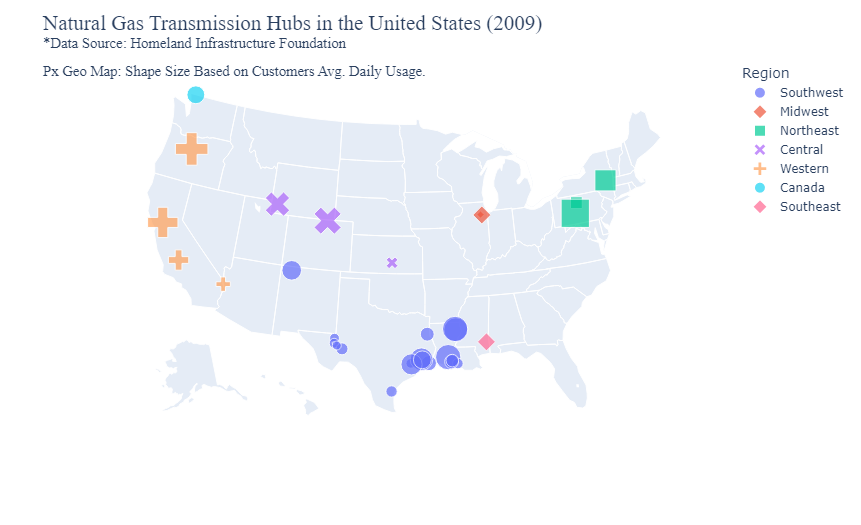 Natural Gas Transmission Hubs in the United States (2009)
*Data Source: Homeland Infrastructure Foundation
Px Geo Map: Shape Size Based on Customers Avg. Daily Usage.
Region
Southwest
Midwest
Northeast
Central
Western
Canada
Southeast